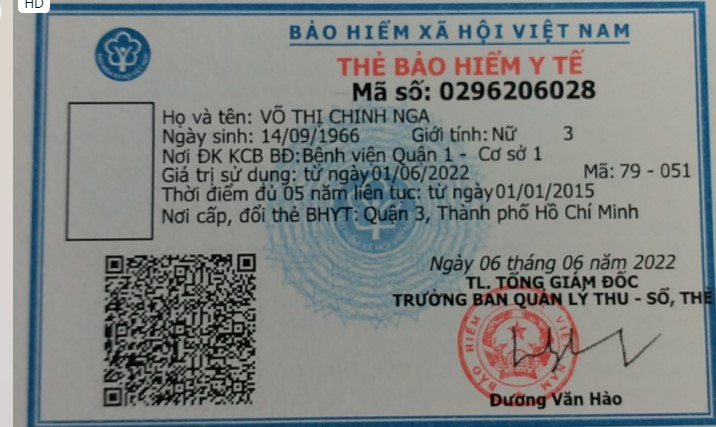 HD
BẢO HIỂM XÃ HỘI VIỆT NAM
THẺ BẢO HIỂM Y TẾ
Mã số: 0296206028
Họ và tên: VÕ THỊ CHINH NGA
Ngày sinh: 14/09/1966 Giới tính: Nữ 3
Nơi ĐK KCB BĐ: Bệnh viện Quận 1 - Cơ sở 1
Giá trị sử dụng: từ ngày 01/06/2022 Mã: 79 - 051
Thời điểm đủ 05 năm liên tục: từ ngày 01/01/2015
Nơi cấp, đổi thẻ BHYT: Quận 3, Thành phố Hồ Chí Minh
Ngày 06 tháng 06 năm 2022
TL. TỔNG GIÁM ĐỐC
TRƯỞNG BAN QUẢN LÝ THU - SỔ, THẺ
BẢO HIỂM VIỆT NAM
Dương Văn Hào